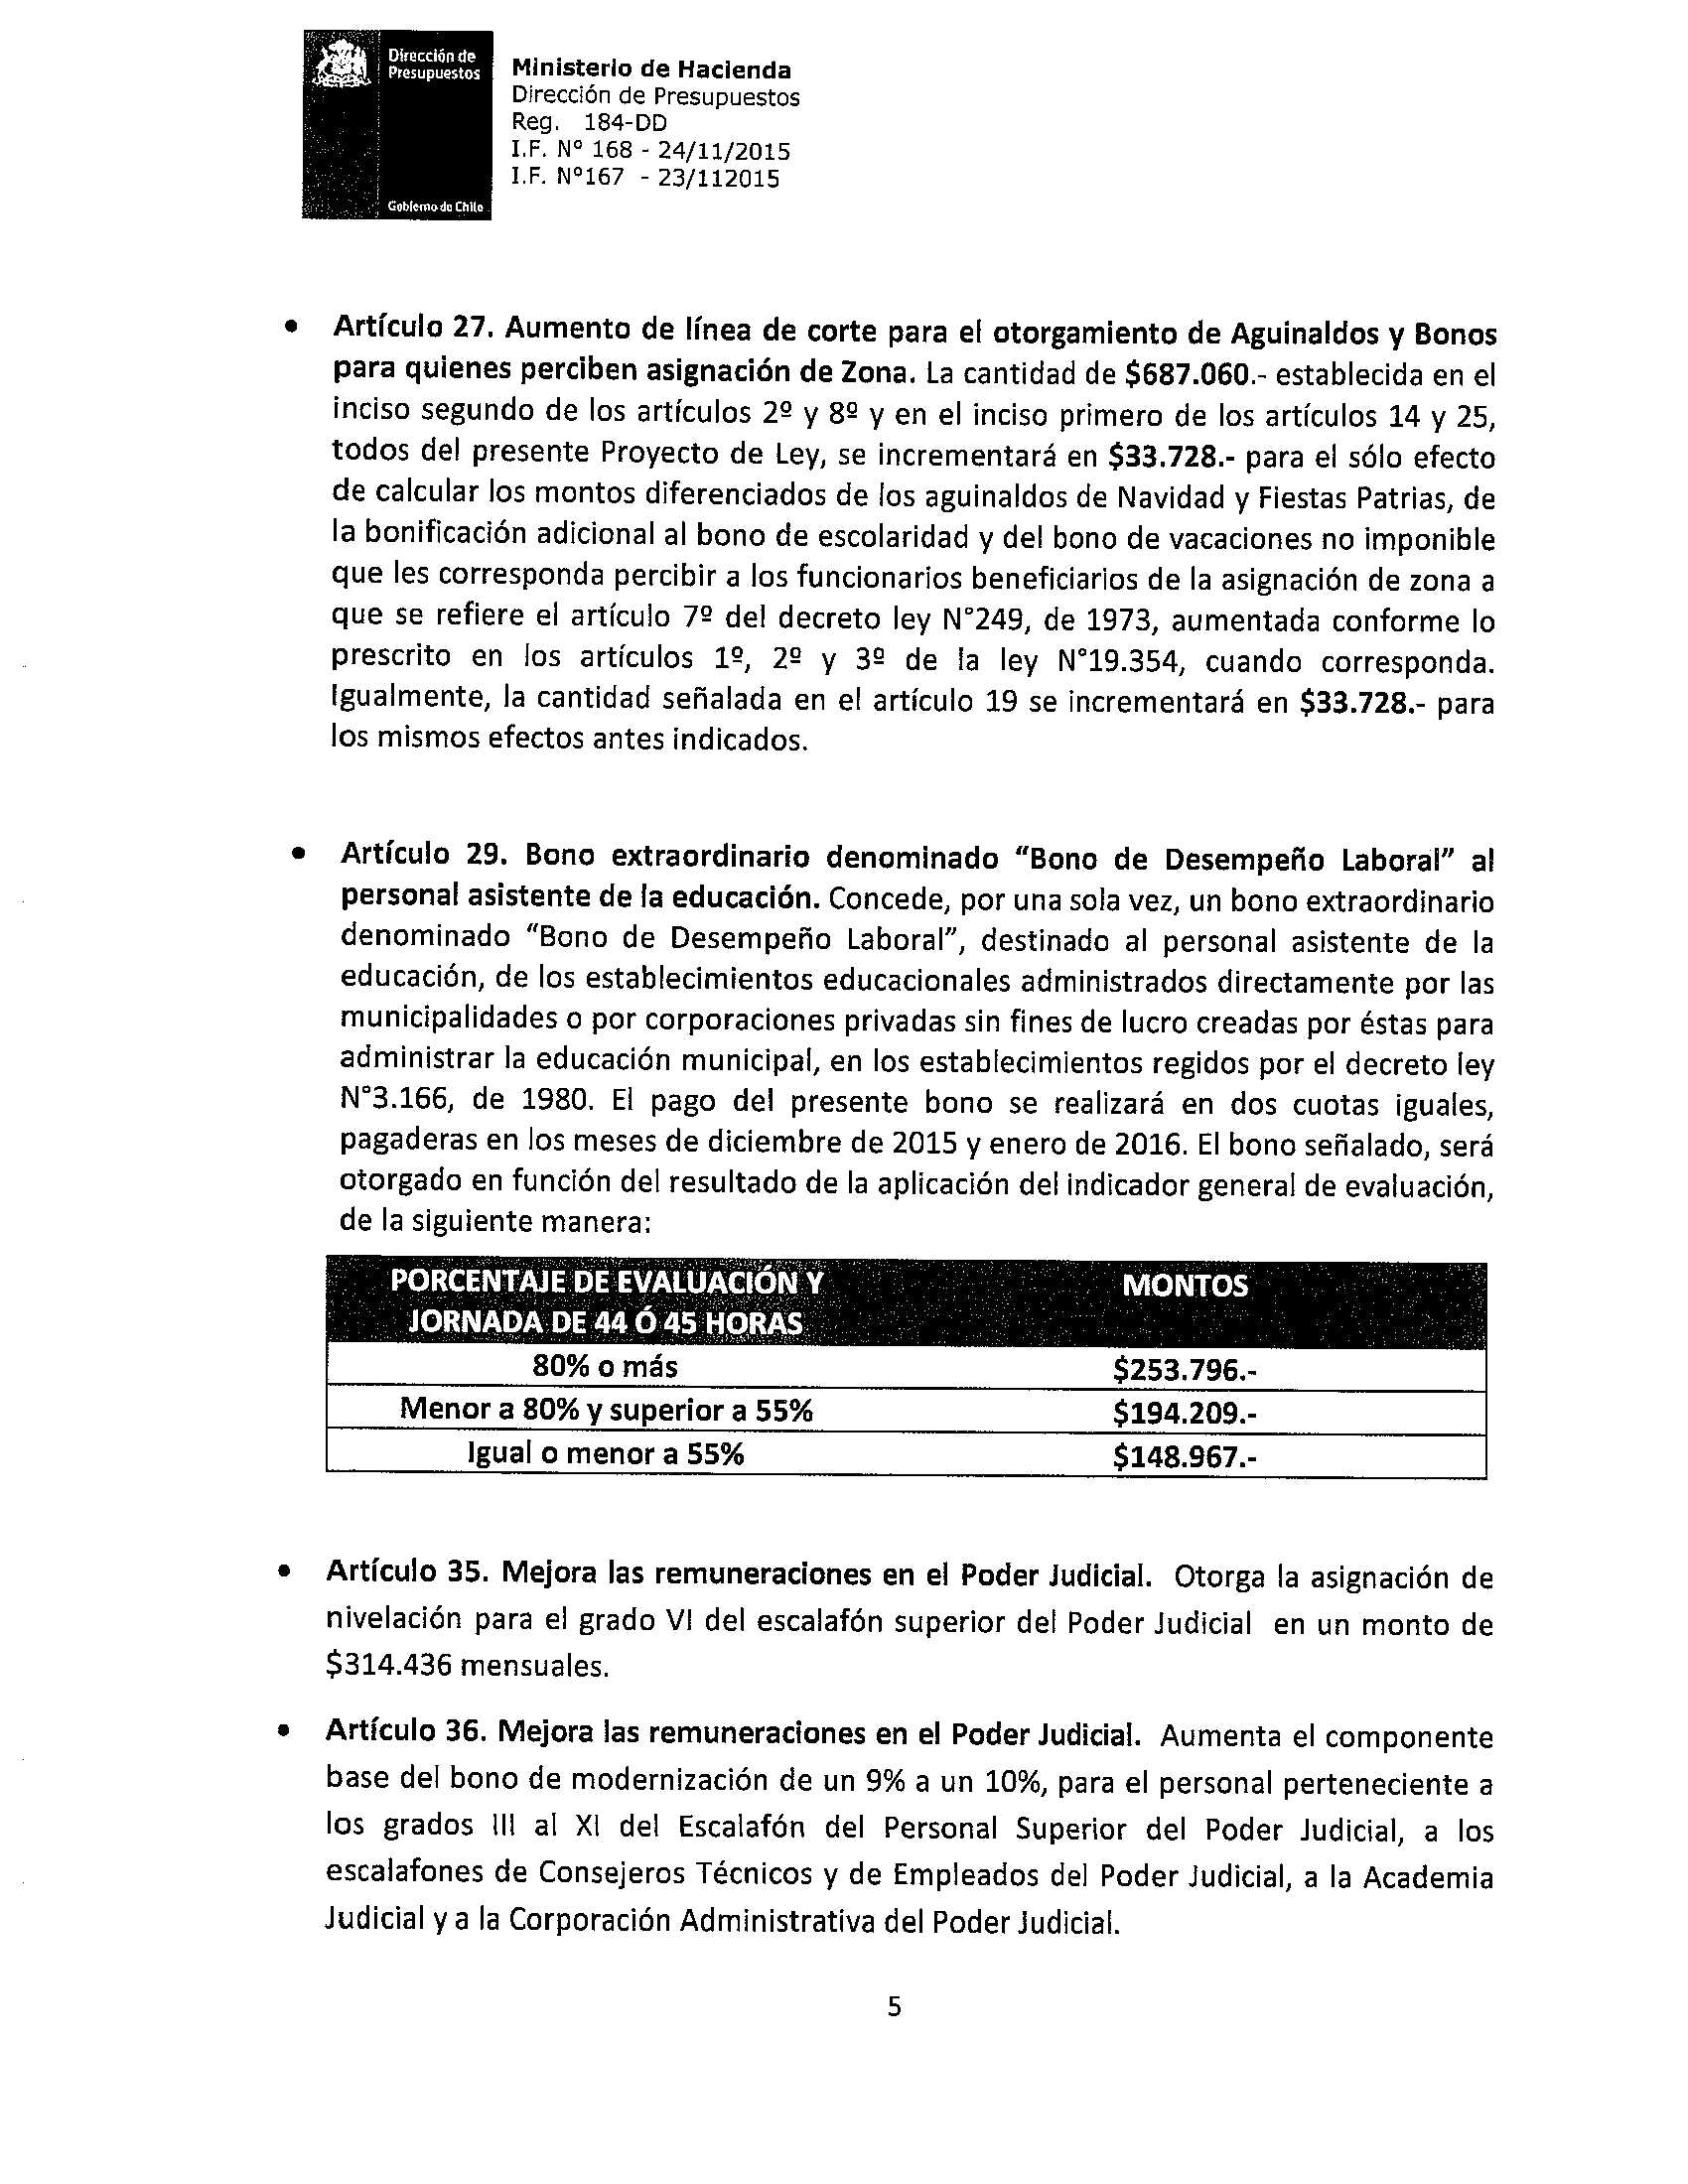 Dirección de
Presupuestos
Gobierno de Chile
Ministerio de Hacienda
Dirección de Presupuestos
Reg. 184-DD
I.F. Nº 168 - 24/11/2015
I.F. Nº167 - 23/112015
• Artículo 27. Aumento de línea de corte para el otorgamiento de Aguinaldos y Bonos
para quienes perciben asignación de Zona. La cantidad de $687.060.- establecida en el
inciso segundo de los artículos 2º y 8º y en el inciso primero de los artículos 14 y 25,
todos del presente Proyecto de Ley, se incrementará en $33.728.- para el sólo efecto
de calcular los montos diferenciados de los aguinaldos de Navidad y Fiestas Patrias, de
la bonificación adicional al bono de escolaridad y del bono de vacaciones no imponible
que les corresponda percibir a los funcionarios beneficiarios de la asignación de zona a
que se refiere el artículo 7º del decreto ley N°249, de 1973, aumentada conforme lo
prescrito en los artículos 1º, 2º y 3º de la ley N°19.354, cuando corresponda.
Igualmente, la cantidad señalada en el artículo 19 se incrementará en $33.728.- para
los mismos efectos antes indicados.
• Artículo 29. Bono extraordinario denominado "Bono de Desempeño Laboral" al
personal asistente de la educación. Concede, por una sola vez, un bono extraordinario
denominado "Bono de Desempeño Laboral", destinado al personal asistente de la
educación, de los establecimientos educacionales administrados directamente por las
municipalidades o por corporaciones privadas sin fines de lucro creadas por éstas para
administrar la educación municipal, en los establecimientos regidos por el decreto ley
N°3.166, de 1980. El pago del presente bono se realizará en dos cuotas iguales,
pagaderas en los meses de diciembre de 2015 y enero de 2016. El bono señalado, será
otorgado en función del resultado de la aplicación del indicador general de evaluación,
de la siguiente manera:
PORCENTAJE DE EVALUACIÓN Y MONTOS
JORNADA DE 44 Ó 45 HORAS
80% o más $253.796.-
Menor a 80% y superior a 55% $194.209.-
Igual o menor a 55% $148.967.-
• Artículo 35. Mejora las remuneraciones en el Poder Judicial. Otorga la asignación de
nivelación para el grado VI del escalafón superior del Poder Judicial en un monto de
$314.436 mensuales.
• Artículo 36. Mejora las remuneraciones en el Poder Judicial. Aumenta el componente
base del bono de modernización de un 9% a un 10%, para el personal perteneciente a
los grados III al XI del Escalafón del Personal Superior del Poder Judicial, a los
escalafones de Consejeros Técnicos y de Empleados del Poder Judicial, a la Academia
Judicial y a la Corporación Administrativa del Poder Judicial.
5